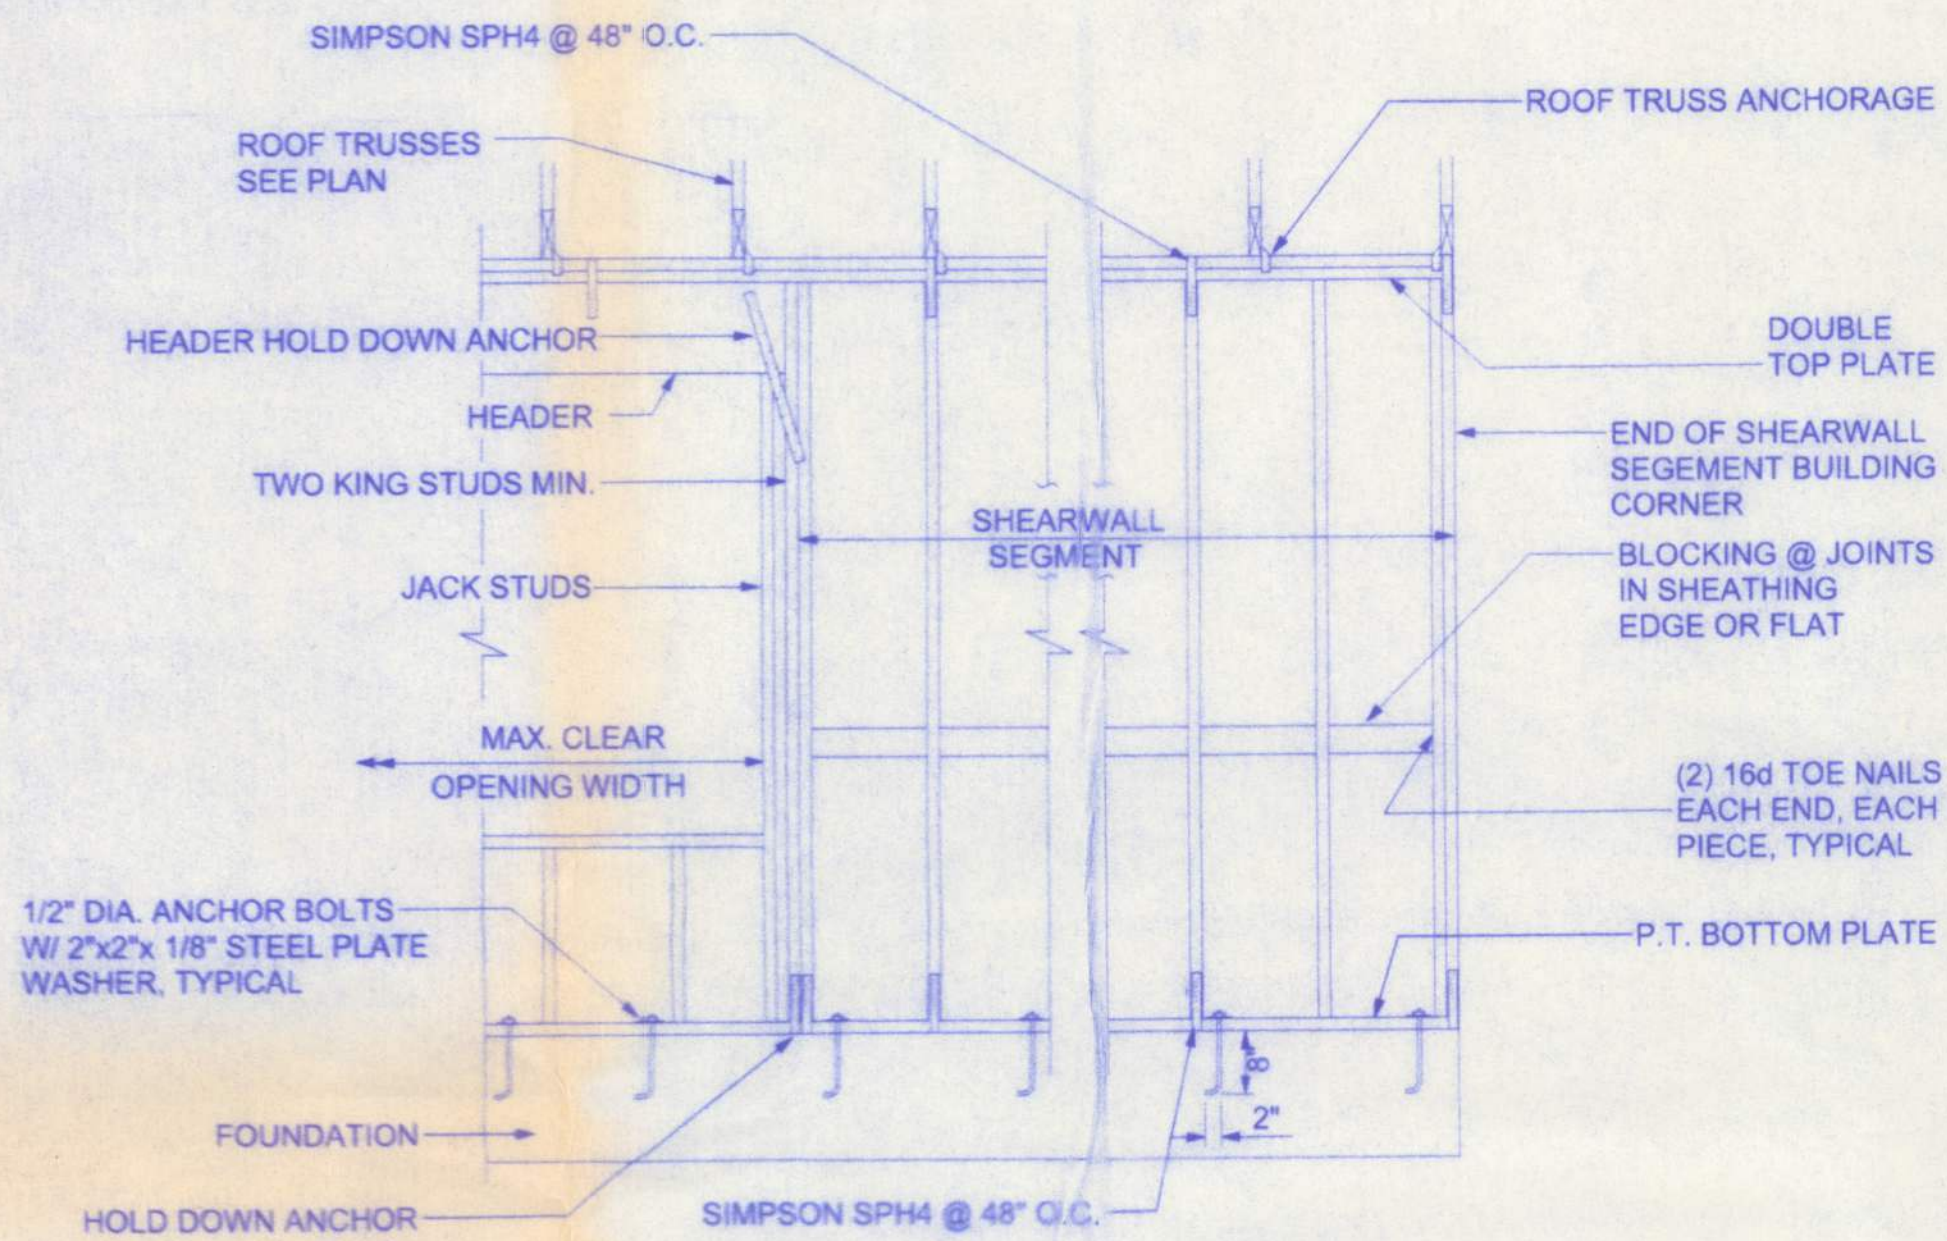 SIMPSON SPH4 @ 48" O.C.
ROOF TRUSS ANCHORAGE
ROOF TRUSSES
SEE PLAN
HEADER HOLD DOWN ANCHOR
DOUBLE
TOP PLATE
HEADER
END OF SHEARWALL
SEGEMENT BUILDING
CORNER
TWO KING STUDS MIN.
SHEARWALL
SEGMENT
BLOCKING @ JOINTS
IN SHEATHING
EDGE OR FLAT
JACK STUDS
MAX. CLEAR
OPENING WIDTH
(2) 16d TOE NAILS
EACH END, EACH
PIECE, TYPICAL
1/2" DIA. ANCHOR BOLTS
W/ 2"x2"x 1/8" STEEL PLATE
WASHER, TYPICAL
P.T. BOTTOM PLATE
8"
2"
FOUNDATION
HOLD DOWN ANCHOR
SIMPSON SPH4 @ 48" O.C.